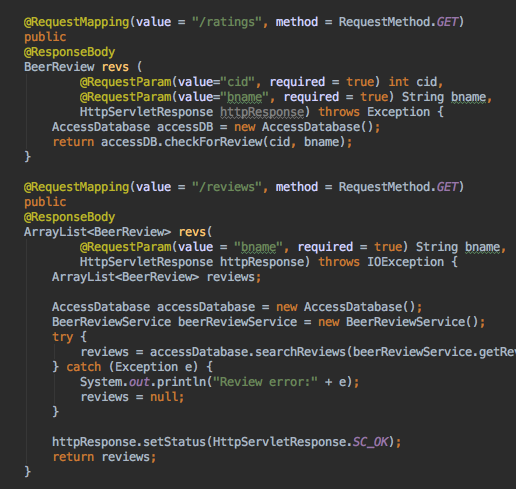 @RequestMapping(value = "/ratings", method = RequestMethod.GET)
public
@ResponseBody
BeerReview revs (
        @RequestParam(value="cid", required = true) int cid,
        @RequestParam(value="bname", required = true) String bname,
        HttpServletResponse httpResponse) throws Exception {
    AccessDatabase accessDB = new AccessDatabase();
    return accessDB.checkForReview(cid, bname);
}
@RequestMapping(value = "/reviews", method = RequestMethod.GET)
public
@ResponseBody
ArrayList<BeerReview> revs(
        @RequestParam(value = "bname", required = true) String bname,
        HttpServletResponse httpResponse) throws IOException {
    ArrayList<BeerReview> reviews;
    AccessDatabase accessDatabase = new AccessDatabase();
    BeerReviewService beerReviewService = new BeerReviewService();
    try {
        reviews = accessDatabase.searchReviews(beerReviewService.getRev
    } catch (Exception e) {
        System.out.println("Review error:" + e);
        reviews = null;
    }
    httpResponse.setStatus(HttpServletResponse.SC_OK);
    return reviews;
}